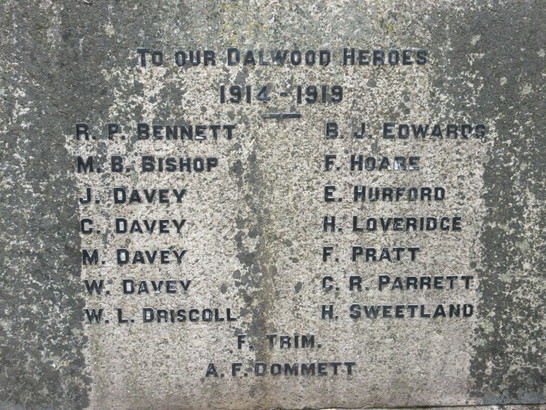 TO OUR DALWOOD HEROES
1914 - 1919
R. P. BENNETT
M. B. BISHOP
J. DAVEY
C. DAVEY
M. DAVEY
W. DAVEY
W. L. DRISCOLL
B. J. EDWARDS
F. HOARE
E. HURFORD
H. LOVERIDGE
F. PRATT
C. R. PARRETT
H. SWEETLAND
F. TRIM.
A. F. DOMMETT